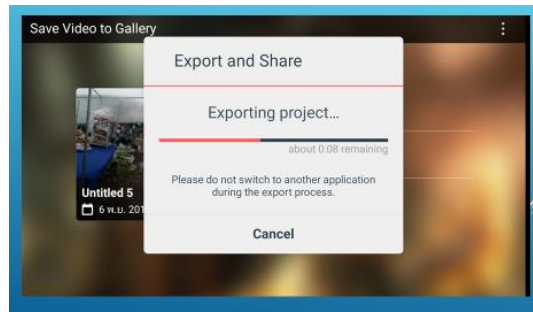 Save Video to Gallery
Export and Share
Exporting project...
about 0:08 remaining
Please do not switch to another application
during the export process.
Untitled 5
6 พ.ย. 201
Cancel